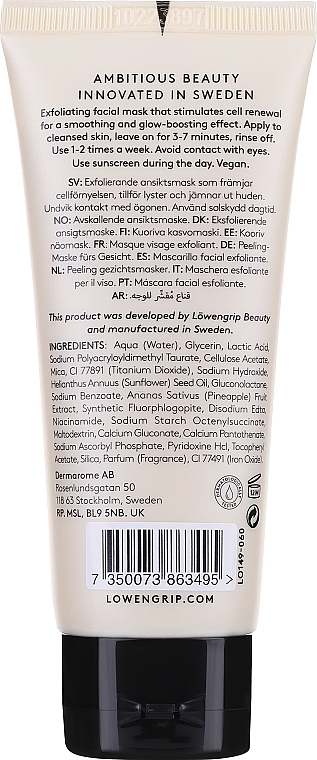 10227897
AMBITIOUS BEAUTY
INNOVATED IN SWEDEN
Exfoliating facial mask that stimulates cell renewal
for a smoothing and glow-boosting effect. Apply to
cleansed skin, leave on for 3-7 minutes, rinse off.
Use 1-2 times a week. Avoid contact with eyes.
Use sunscreen during the day. Vegan.
SV: Exfolierande ansiktsmask som främjar
cellförnyelsen, tillför lyster och jämnar ut huden.
Undvik kontakt med ögonen. Använd solskydd dagtid.
NO: Avskallende ansiktsmaske. DK: Eksfolierende
ansigtsmaske. FI: Kuoriva kasvomaski. EE: Kooriv
näomask. FR: Masque visage exfoliant. DE: Peeling-
Maske fürs Gesicht. ES: Mascarilla facial exfoliante.
NL: Peeling gezichtsmasker. IT: Maschera esfoliante
per il viso. PT: Máscara facial esfoliante.
AR: قناع مُقشّر للوجه.
This product was developed by Löwengrip Beauty
and manufactured in Sweden.
INGREDIENTS: Aqua (Water), Glycerin, Lactic Acid,
Sodium Polyacryloyldimethyl Taurate, Cellulose Acetate,
Mica, CI 77891 (Titanium Dioxide), Sodium Hydroxide,
Helianthus Annuus (Sunflower) Seed Oil, Gluconolactone,
Sodium Benzoate, Ananas Sativus (Pineapple) Fruit
Extract, Synthetic Fluorphlogopite, Disodium Edta,
Niacinamide, Sodium Starch Octenylsuccinate,
Maltodextrin, Calcium Gluconate, Calcium Pantothenate,
Sodium Ascorbyl Phosphate, Pyridoxine Hcl, Tocopheryl
Acetate, Silica, Parfum (Fragrance), CI 77491 (Iron Oxide).
Dermarome AB
Rosenlundsgatan 50
118 63 Stockholm, Sweden
RP. MSL, BL9 5NB. UK
DERMATOLOGICALLY TESTED
12M
7 350073 863495 >
LO149-060
LOWENGRIP.COM